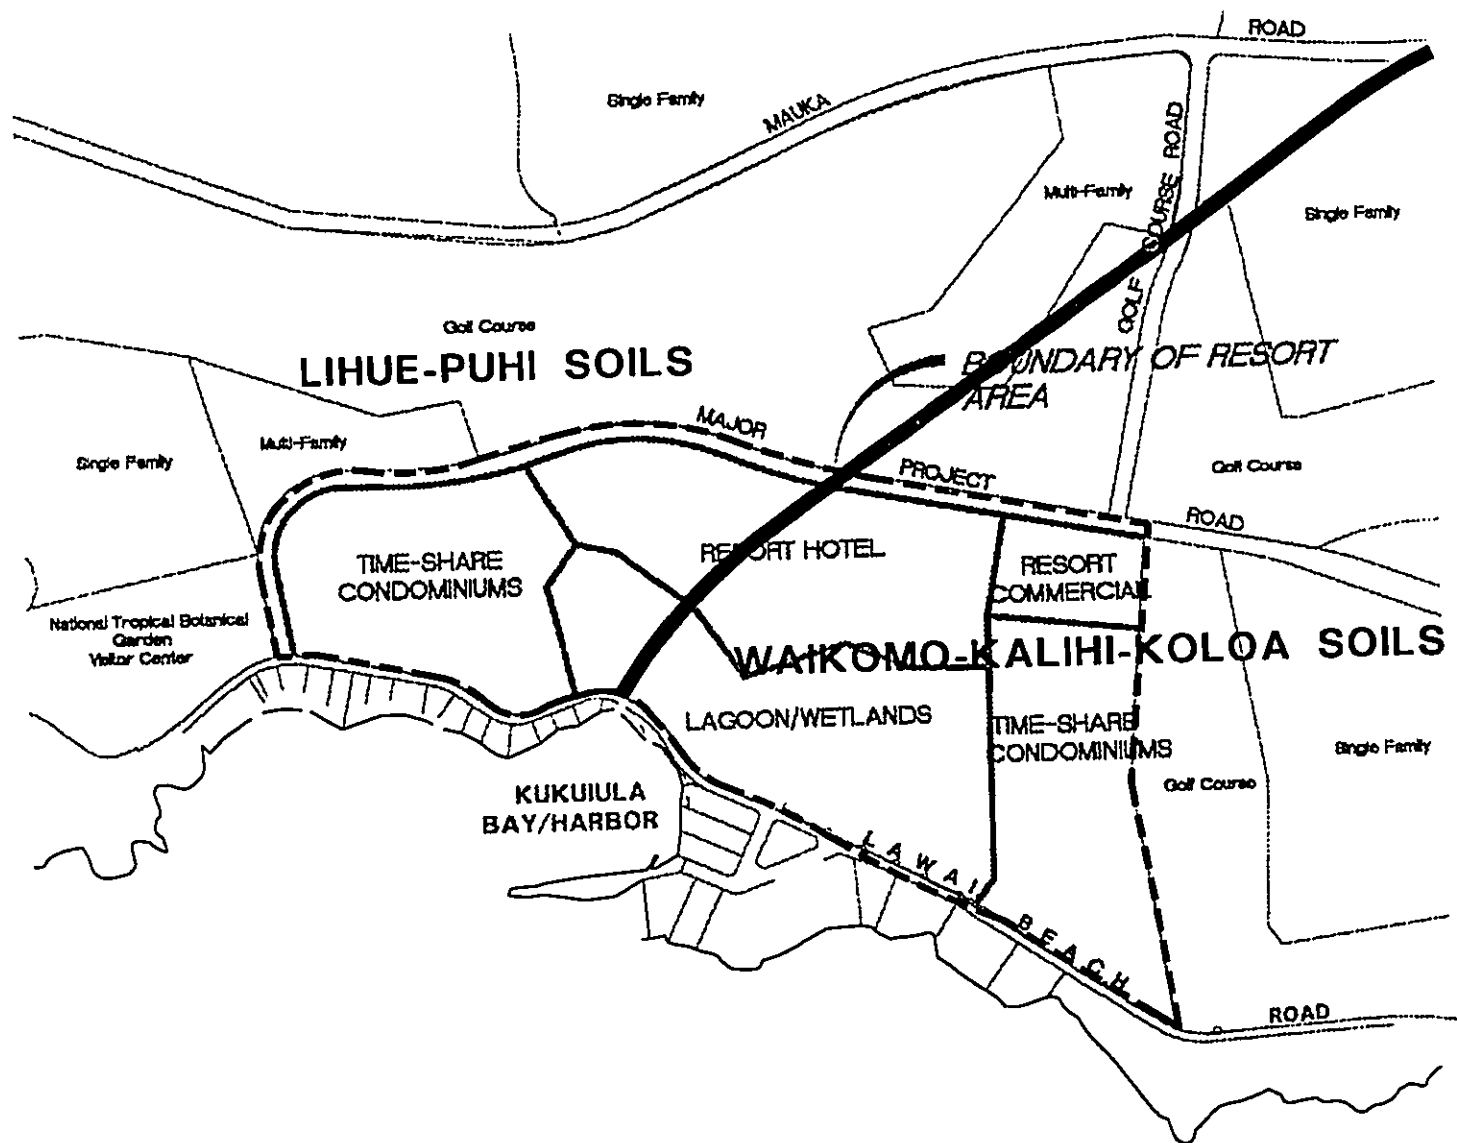 ROAD
Single Family
MAUKA
GOLF COURSE ROAD
Multi-Family
Single Family
Golf Course
LIHUE-PUHI SOILS
BOUNDARY OF RESORT
AREA
MAJOR
Multi-Family
Single Family
PROJECT
Golf Course
ROAD
RESORT HOTEL
TIME-SHARE
CONDOMINIUMS
RESORT
COMMERCIAL
National Tropical Botanical
Garden
Visitor Center
WAIKOMO-KALIHI-KOLOA SOILS
LAGOON/WETLANDS
TIME-SHARE
CONDOMINIUMS
Single Family
Golf Course
KUKUIULA
BAY/HARBOR
LAWAI BEACH
ROAD